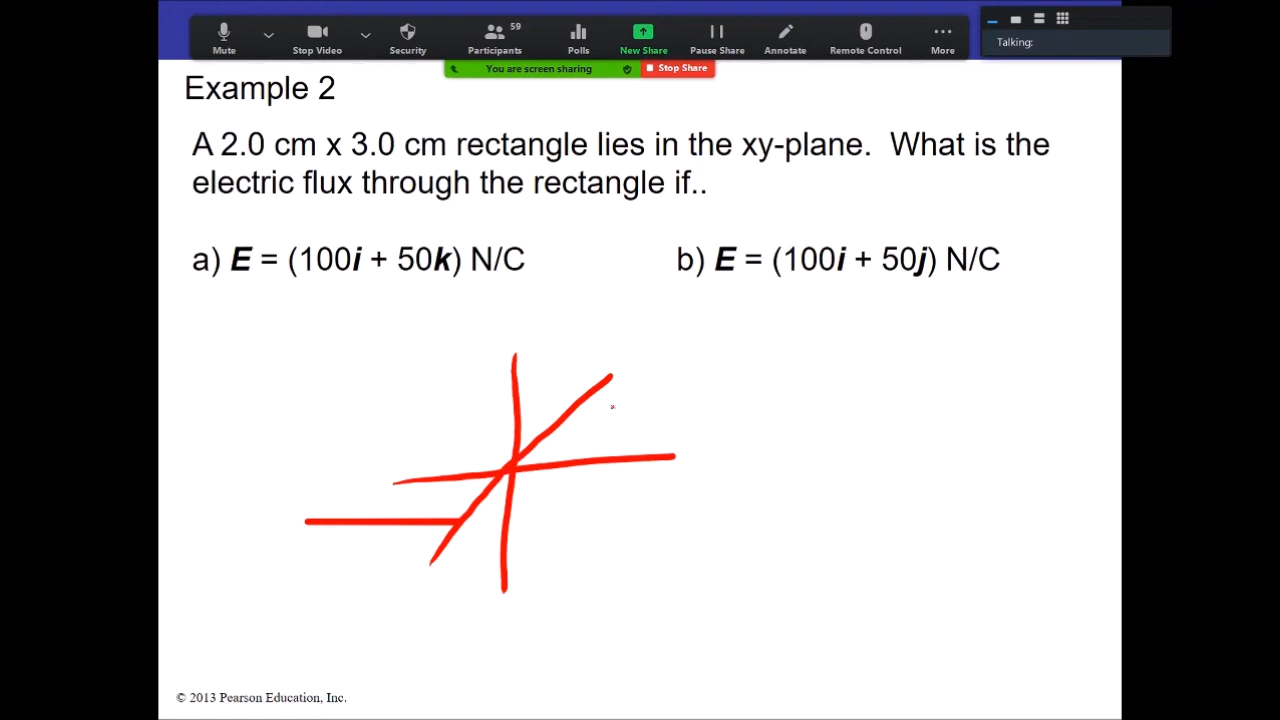 59
Mute
Stop Video
Security
Participants
Polls
New Share
Pause Share
Annotate
Remote Control
More
Talking:
You are screen sharing
Stop Share
Example 2
A 2.0 cm x 3.0 cm rectangle lies in the xy-plane.  What is the
electric flux through the rectangle if..
a) E = (100i + 50k) N/C
b) E = (100i + 50j) N/C
© 2013 Pearson Education, Inc.